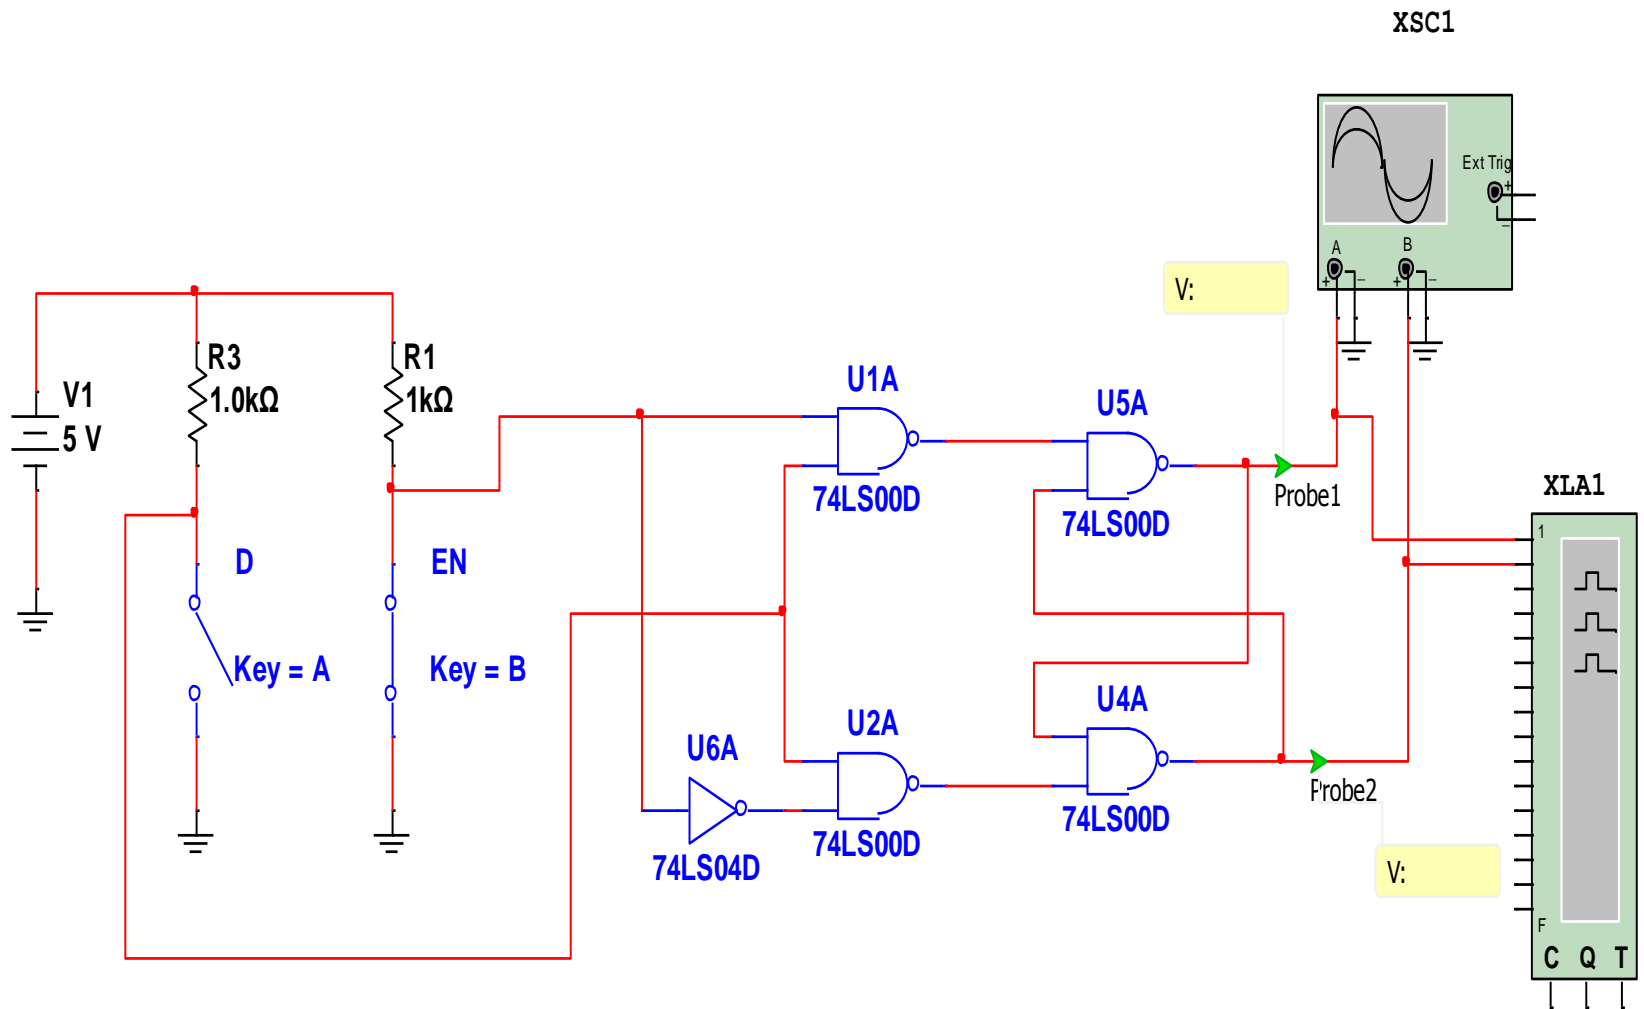 XSC1
Ext Trig
+
_
A
B
+
_
+
_
V:
V1
5 V
R3
1.0kΩ
R1
1kΩ
U1A
74LS00D
U5A
74LS00D
Probe1
XLA1
1
F
C Q T
D
Key = A
EN
Key = B
U6A
74LS04D
U2A
74LS00D
U4A
74LS00D
Probe2
V: